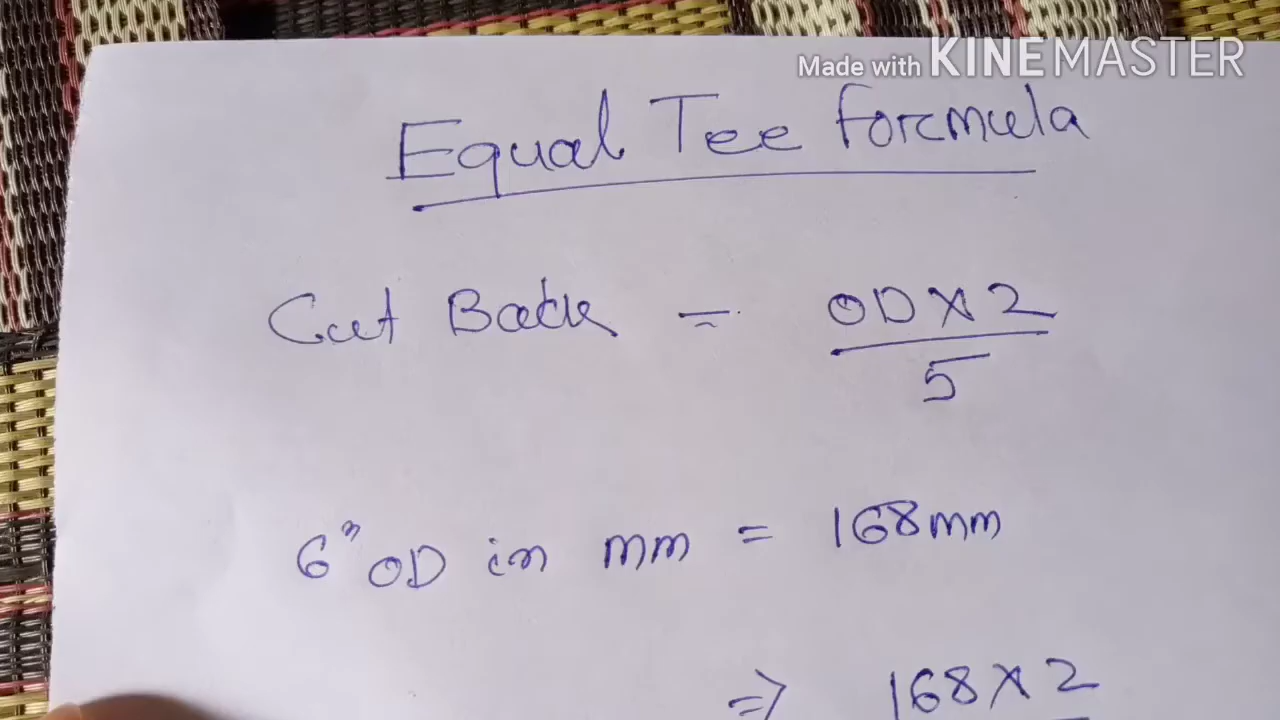 Made with KINEMASTER
Equal Tee Formula
Cut Back = OD X 2
5
6" OD in mm = 168mm
⇒ 168 X 2